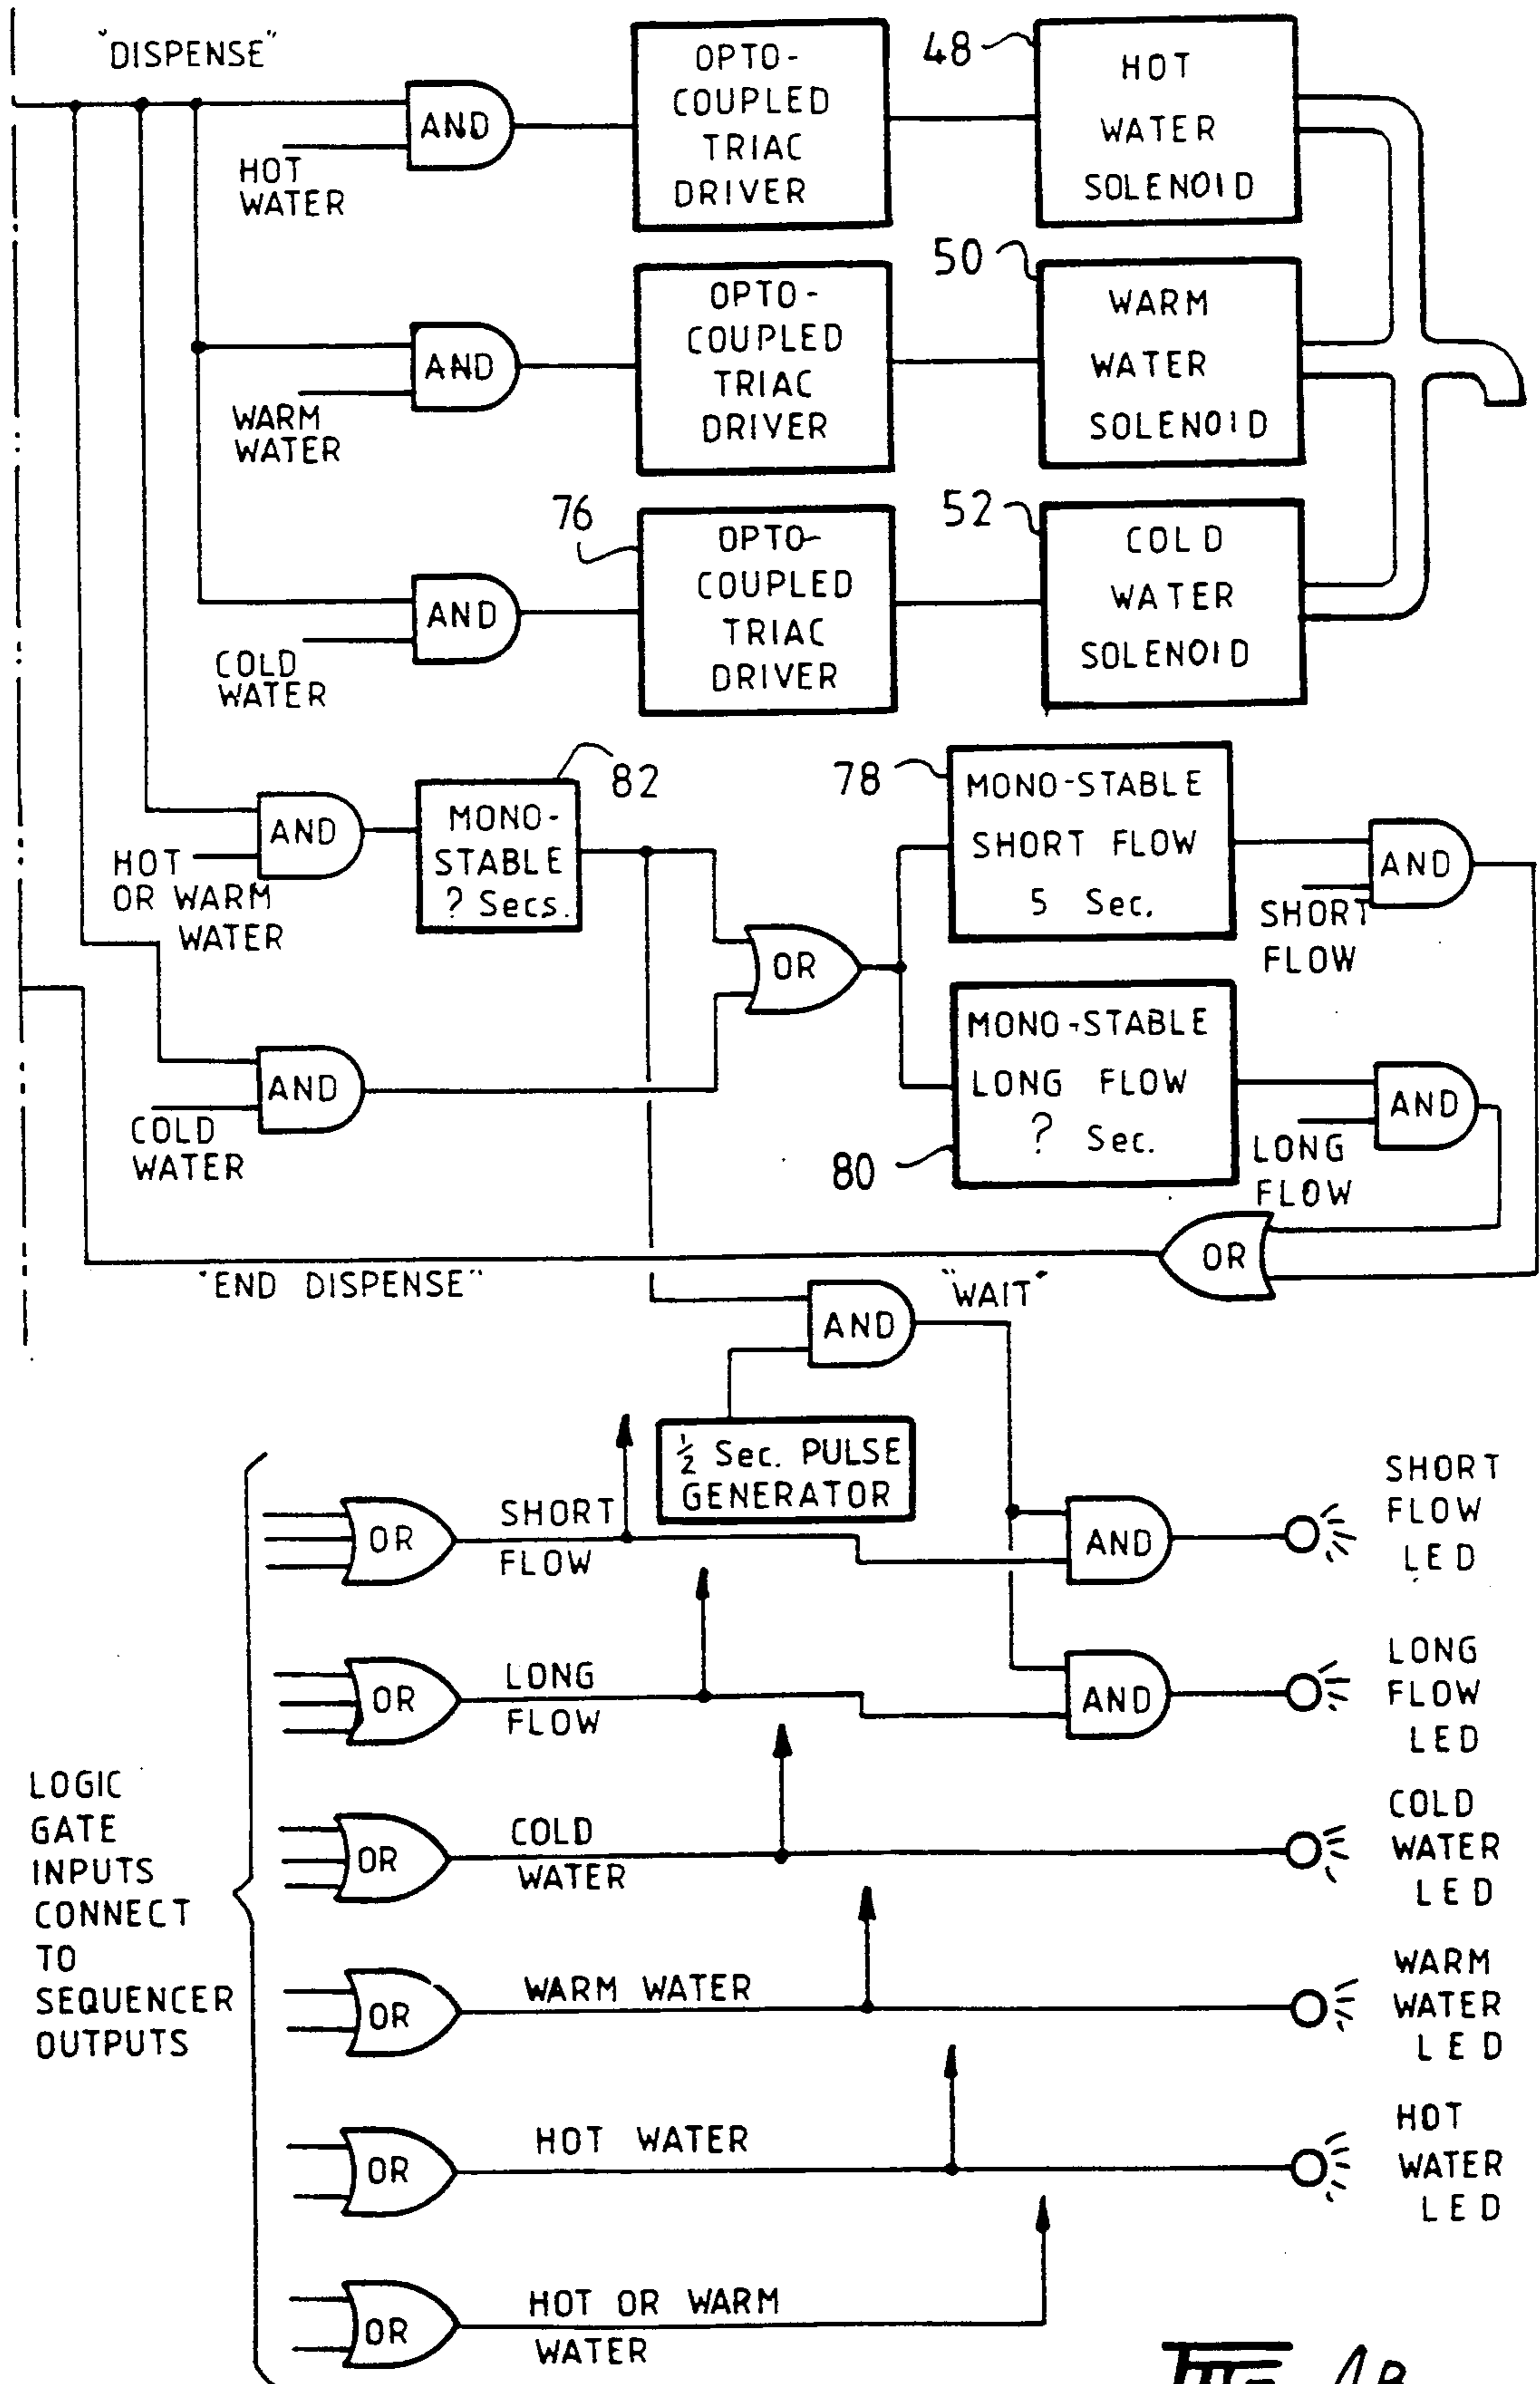 "DISPENSE"
AND
HOT
WATER
OPTO-
COUPLED
TRIAC
DRIVER
48
HOT
WATER
SOLENOID
AND
WARM
WATER
OPTO-
COUPLED
TRIAC
DRIVER
50
WARM
WATER
SOLENOID
AND
COLD
WATER
76
OPTO-
COUPLED
TRIAC
DRIVER
52
COLD
WATER
SOLENOID
AND
HOT
OR WARM
WATER
82
MONO-
STABLE
? Secs.
OR
78
MONO-STABLE
SHORT FLOW
5 Sec.
AND
SHORT
FLOW
AND
COLD
WATER
MONO-STABLE
LONG FLOW
? Sec.
80
AND
LONG
FLOW
OR
"END DISPENSE"
AND
"WAIT"
½ Sec. PULSE
GENERATOR
LOGIC
GATE
INPUTS
CONNECT
TO
SEQUENCER
OUTPUTS
OR
SHORT
FLOW
AND
SHORT
FLOW
LED
OR
LONG
FLOW
AND
LONG
FLOW
LED
OR
COLD
WATER
COLD
WATER
LED
OR
WARM WATER
WARM
WATER
LED
OR
HOT WATER
HOT
WATER
LED
OR
HOT OR WARM
WATER